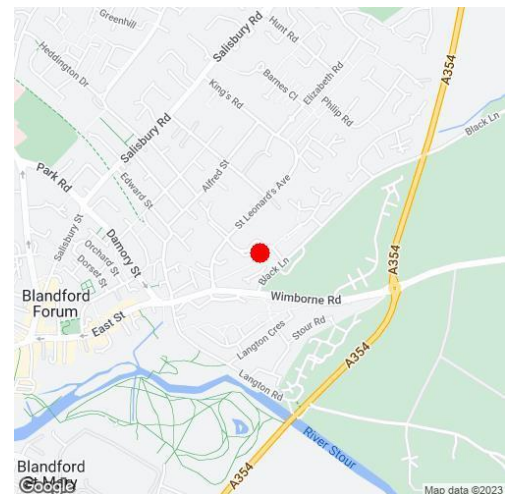 Greenhill
Hunt Rd
Salisbury Rd
Heddington Dr
Barnes Cl
Elizabeth Rd
A354
King's Rd
Philip Rd
Black Ln
Salisbury Rd
Park Rd
Edward St
Alfred St
St Leonard's Ave
Salisbury St
Damory St
Orchard St
Dorset St
Black Ln
A354
Blandford
Forum
East St
Wimborne Rd
Stour Rd
Langton Cres
A354
Langton Rd
River Stour
Blandford
St Mary
A354
Google
Map data ©2023